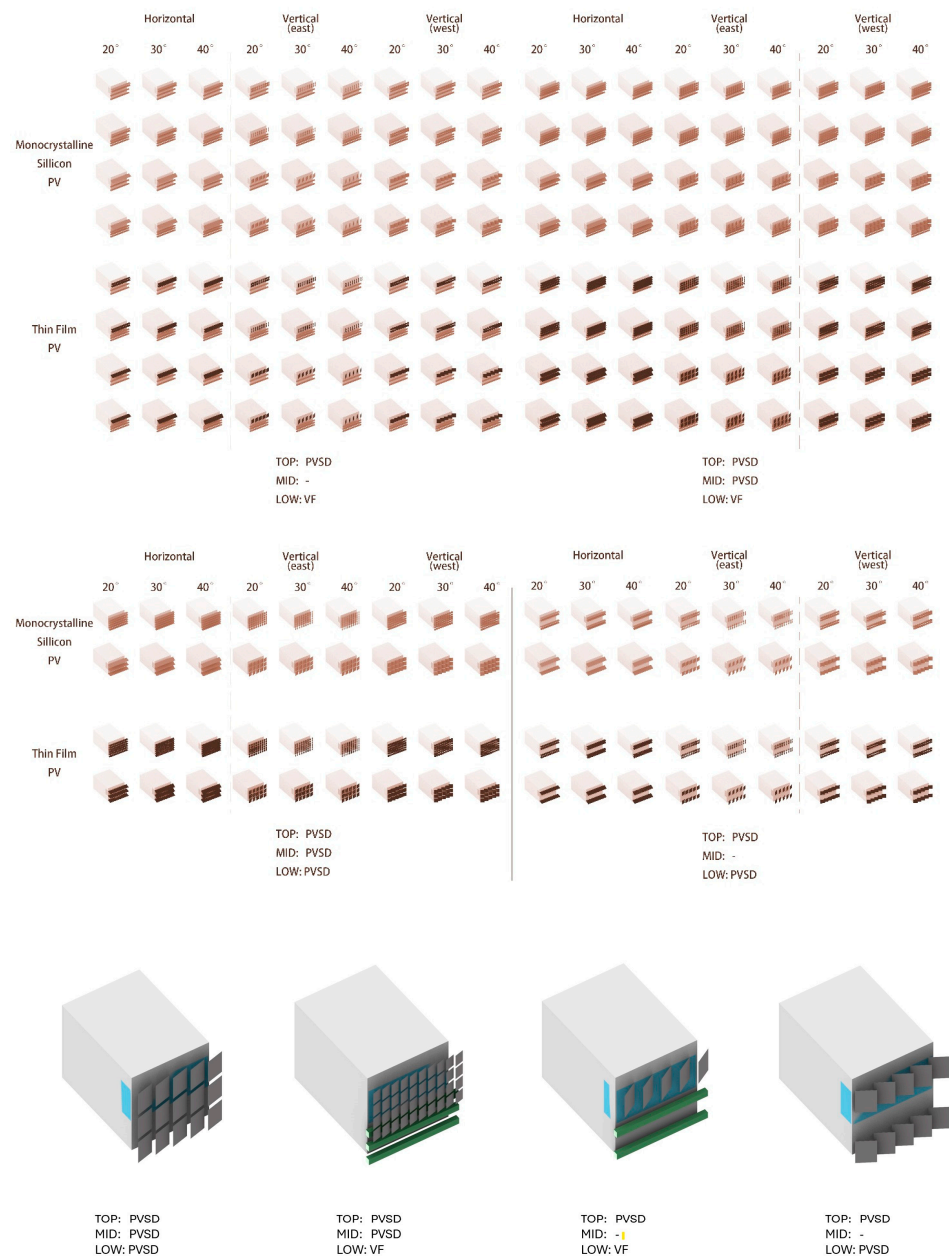 Horizontal Vertical (east) Vertical (west) Horizontal Vertical (east) Vertical (west)
20° 30° 40° 20° 30° 40° 20° 30° 40° 20° 30° 40° 20° 30° 40° 20° 30° 40°
Monocrystalline
Sillicon
PV
Thin Film
PV
TOP: PVSD TOP: PVSD
MID: - MID: PVSD
LOW: VF LOW: VF
Horizontal Vertical (east) Vertical (west) Horizontal Vertical (east) Vertical (west)
20° 30° 40° 20° 30° 40° 20° 30° 40° 20° 30° 40° 20° 30° 40° 20° 30° 40°
Monocrystalline
Sillicon
PV
Thin Film
PV
TOP: PVSD TOP: PVSD
MID: PVSD MID: -
LOW: PVSD LOW: PVSD
TOP: PVSD TOP: PVSD TOP: PVSD TOP: PVSD
MID: PVSD MID: PVSD MID: - MID: -
LOW: PVSD LOW: VF LOW: VF LOW: PVSD